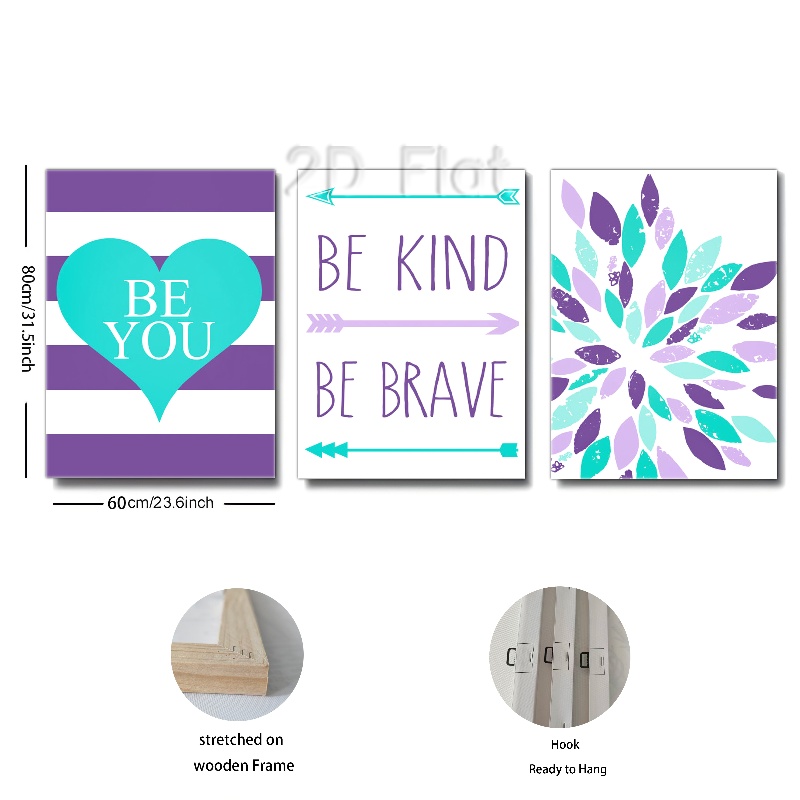 2D Flat
80cm/31.5inch
BE
YOU
BE KIND
BE BRAVE
60cm/23.6inch
stretched on
wooden Frame
Hook
Ready to Hang